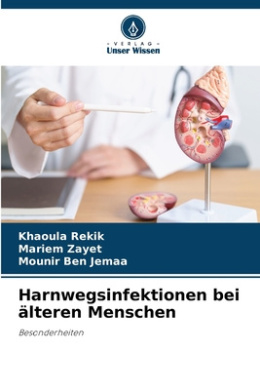 VERLAG
Unser Wissen
Khaoula Rekik
Mariem Zayet
Mounir Ben Jemaa
Harnwegsinfektionen bei
älteren Menschen
Besonderheiten